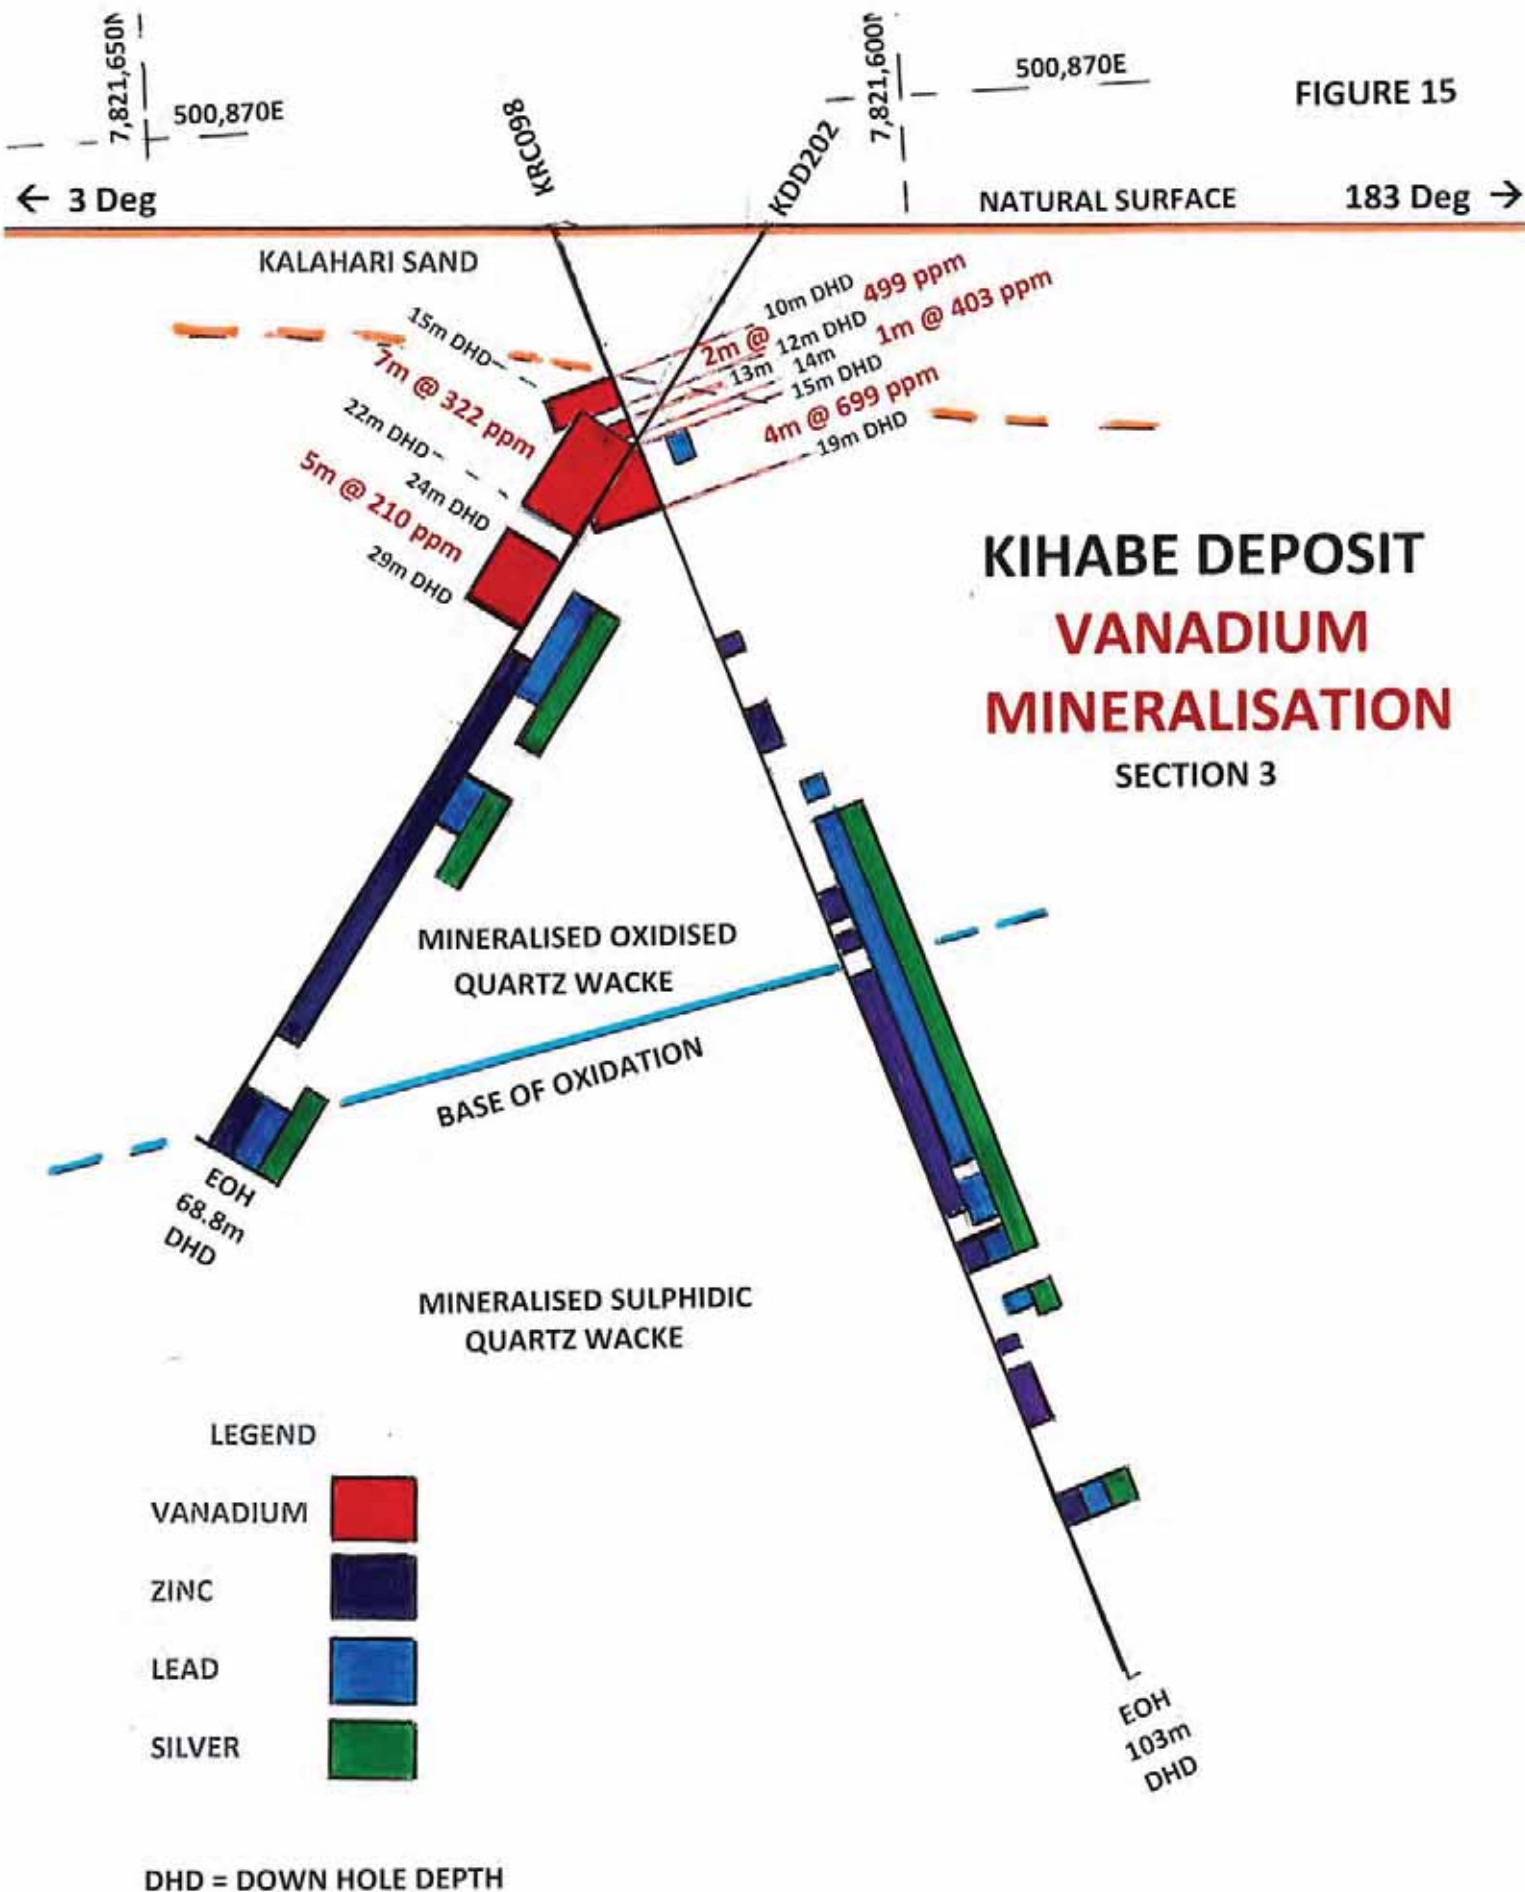 7,821,650N
500,870E
KRC098
KDD202
7,821,600N
500,870E
FIGURE 15
← 3 Deg
NATURAL SURFACE
183 Deg →
KALAHARI SAND
15m DHD
7m @ 322 ppm
22m DHD
24m DHD
5m @ 210 ppm
29m DHD
10m DHD
2m @ 499 ppm
12m DHD
13m
1m @ 403 ppm
14m
15m DHD
4m @ 699 ppm
19m DHD
KIHABE DEPOSIT
VANADIUM
MINERALISATION
SECTION 3
MINERALISED OXIDISED
QUARTZ WACKE
BASE OF OXIDATION
EOH
68.8m
DHD
MINERALISED SULPHIDIC
QUARTZ WACKE
LEGEND
VANADIUM
ZINC
LEAD
SILVER
EOH
103m
DHD
DHD = DOWN HOLE DEPTH